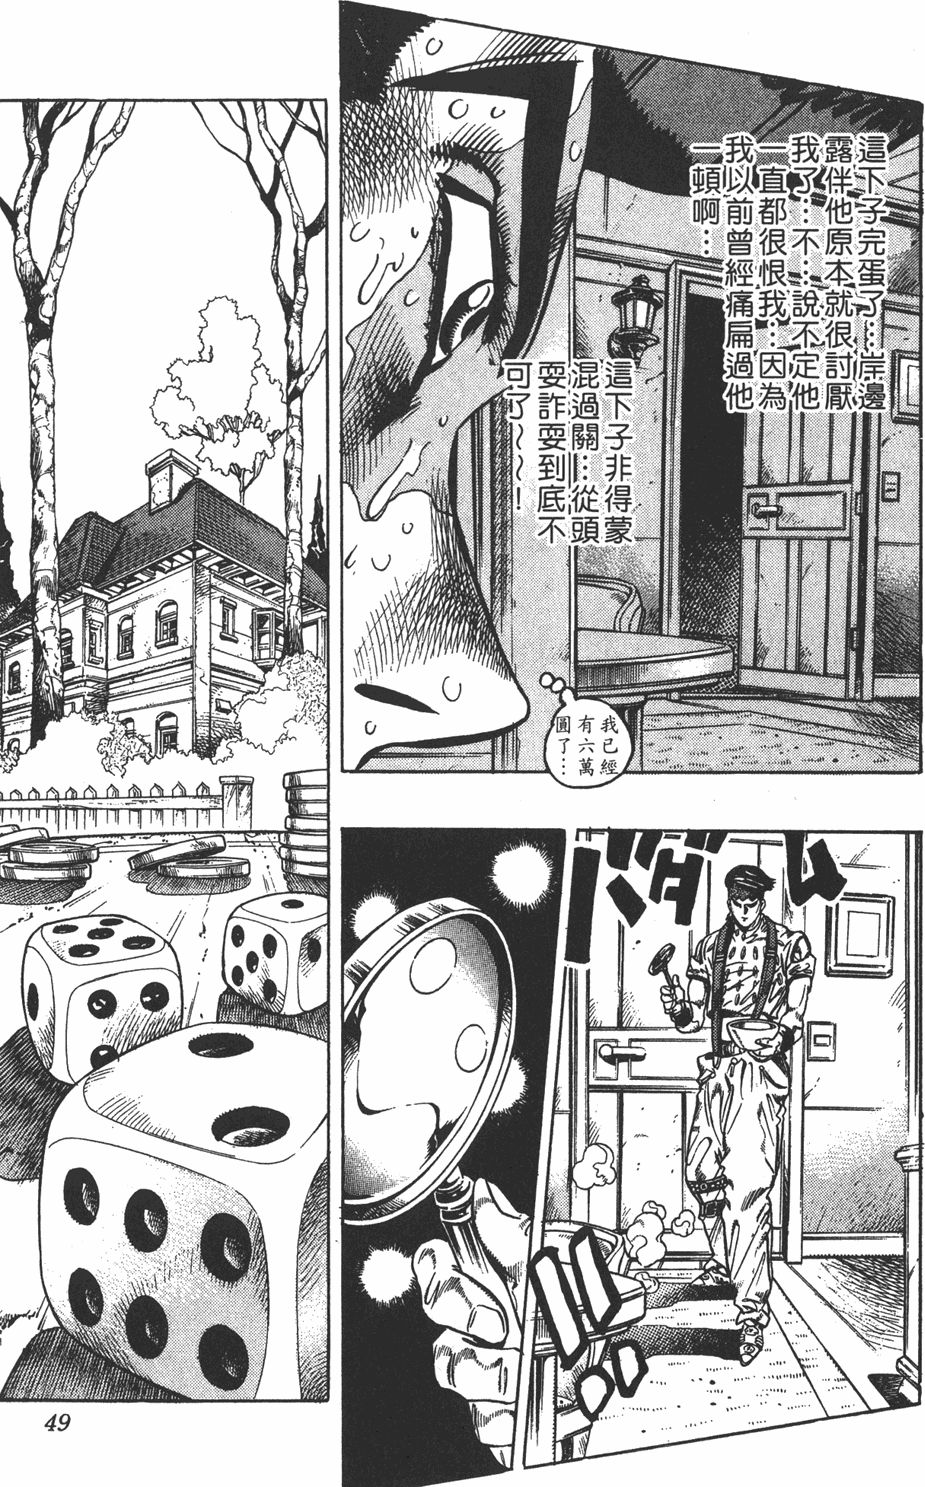 這下子完蛋了…岸邊
露伴他原本就很討厭
我了…不…說不定他
一直都很恨我…因為
我以前曾經痛扁過他
一頓啊…
這下子非得蒙
混過關…從頭
耍詐耍到底不
可了～～！
我已經
有六萬
圓了…
バン
ダ
ム
49